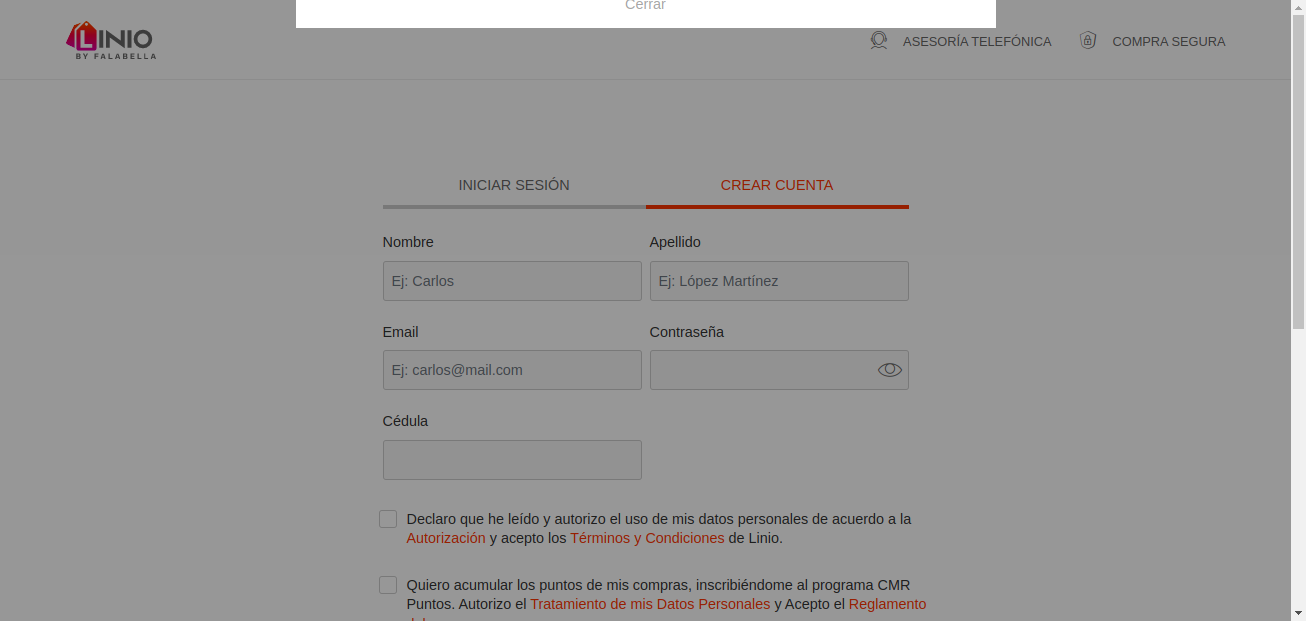 Cerrar
LINIO
BY FALABELLA
ASESORÍA TELEFÓNICA
COMPRA SEGURA
INICIAR SESIÓN
CREAR CUENTA
Nombre
Apellido
Ej: Carlos
Ej: López Martínez
Email
Contraseña
Ej: carlos@mail.com
Cédula
Declaro que he leído y autorizo el uso de mis datos personales de acuerdo a la
Autorización y acepto los Términos y Condiciones de Linio.
Quiero acumular los puntos de mis compras, inscribiéndome al programa CMR
Puntos. Autorizo el Tratamiento de mis Datos Personales y Acepto el Reglamento